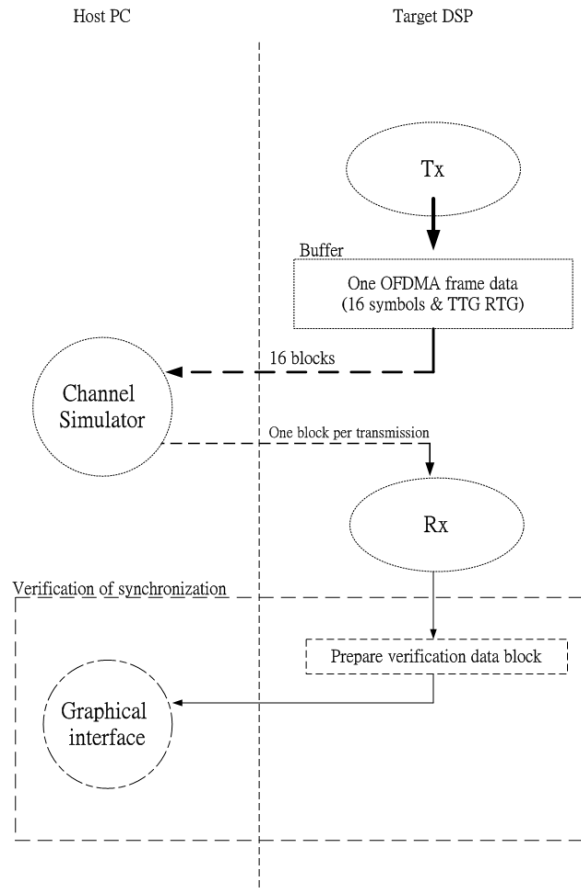 Host PC
Target DSP
Tx
Buffer
One OFDMA frame data
(16 symbols & TTG RTG)
16 blocks
Channel
Simulator
One block per transmission
Rx
Verification of synchronization
Prepare verification data block
Graphical
interface